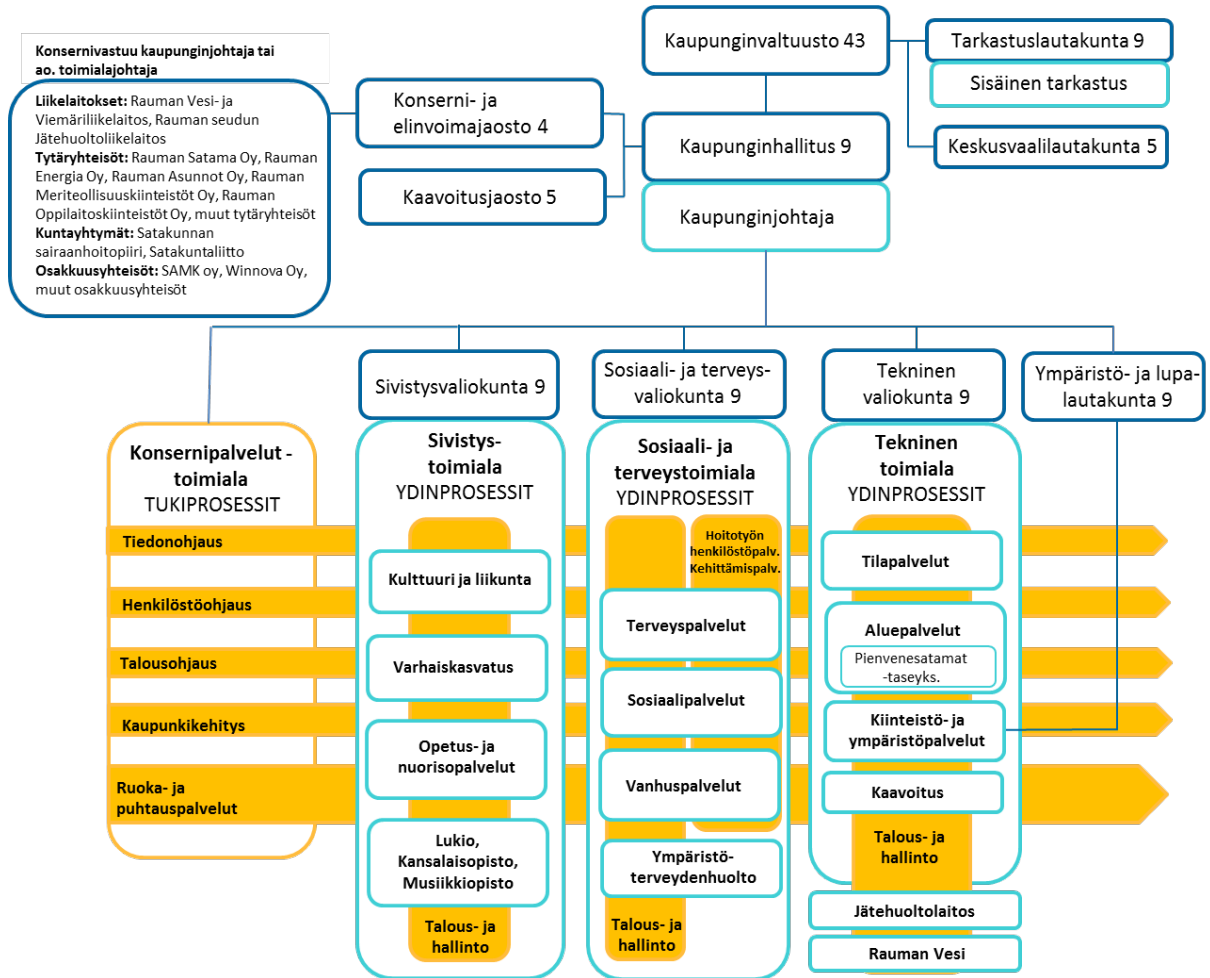 Kaupunginvaltuusto 43
Tarkastuslautakunta 9
Sisäinen tarkastus
Keskusvaalilautakunta 5
Konsernivastuu kaupunginjohtaja tai
ao. toimialajohtaja
Liikelaitokset: Rauman Vesi- ja
Viemäriliikelaitos, Rauman seudun
Jätehuoltoliikelaitos
Tytäryhteisöt: Rauman Satama Oy, Rauman
Energia Oy, Rauman Asunnot Oy, Rauman
Meriteollisuuskiinteistöt Oy, Rauman
Oppilaitoskiinteistöt Oy, muut tytäryhteisöt
Kuntayhtymät: Satakunnan
sairaanhoitopiiri, Satakuntaliitto
Osakkuusyhteisöt: SAMK oy, Winnova Oy,
muut osakkuusyhteisöt
Konserni- ja
elinvoimajaosto 4
Kaavoitusjaosto 5
Kaupunginhallitus 9
Kaupunginjohtaja
Sivistysvaliokunta 9
Sosiaali- ja terveys-
valiokunta 9
Tekninen
valiokunta 9
Ympäristö- ja lupa-
lautakunta 9
Konsernipalvelut -
toimiala
TUKIPROSESSIT
Tiedonohjaus
Henkilöstöohjaus
Talousohjaus
Kaupunkikehitys
Ruoka- ja
puhtauspalvelut
Sivistys-
toimiala
YDINPROSESSIT
Kulttuuri ja liikunta
Varhaiskasvatus
Opetus- ja
nuorisopalvelut
Lukio,
Kansalaisopisto,
Musiikkiopisto
Talous- ja
hallinto
Sosiaali- ja
terveystoimiala
YDINPROSESSIT
Hoitotyön
henkilöstöpalv.
Kehittämispalv.
Terveyspalvelut
Sosiaalipalvelut
Vanhuspalvelut
Ympäristö-
terveydenhuolto
Talous- ja
hallinto
Tekninen
toimiala
YDINPROSESSIT
Tilapalvelut
Aluepalvelut
Pienvenesatamat
-taseyks.
Kiinteistö- ja
ympäristöpalvelut
Kaavoitus
Talous- ja
hallinto
Jätehuoltolaitos
Rauman Vesi